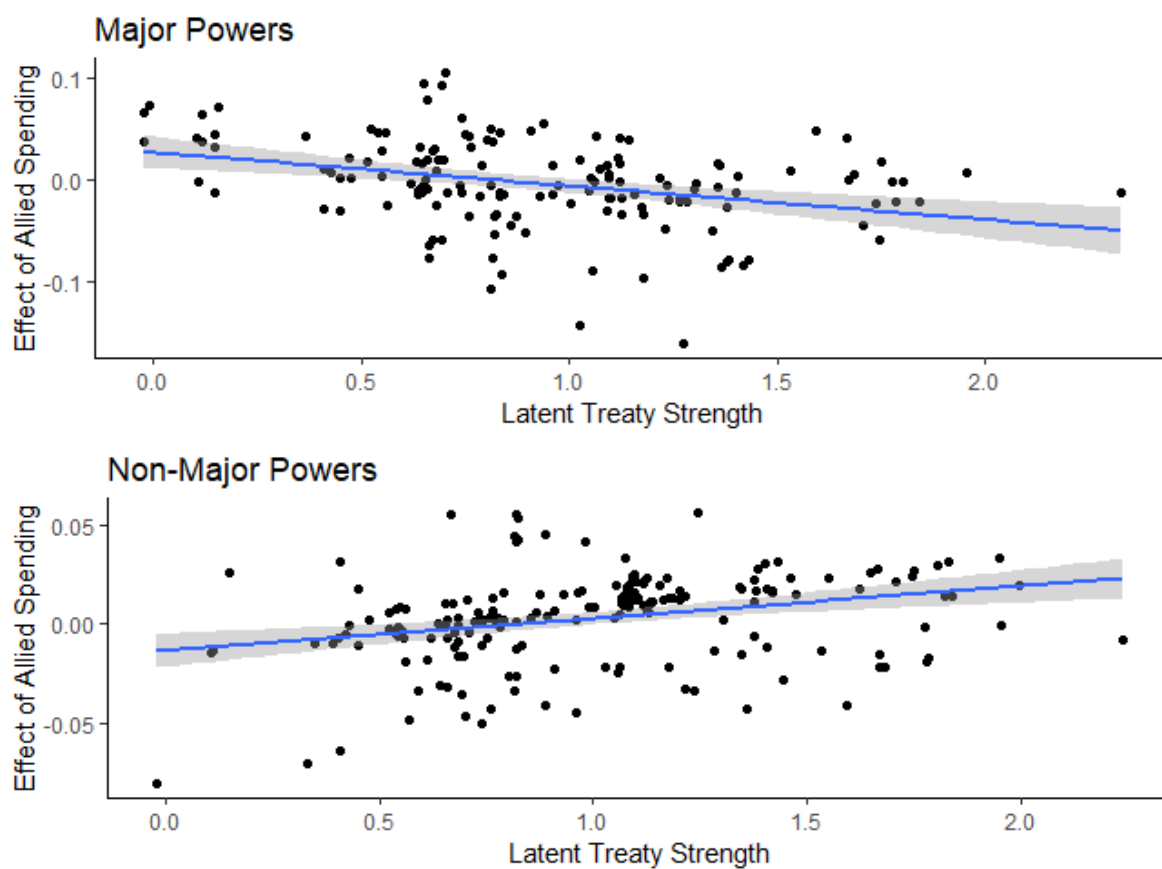 Major Powers
0.1
0.0
-0.1
Effect of Allied Spending
0.0 0.5 1.0 1.5 2.0
Latent Treaty Strength
Non-Major Powers
0.05
0.00
-0.05
Effect of Allied Spending
0.0 0.5 1.0 1.5 2.0
Latent Treaty Strength